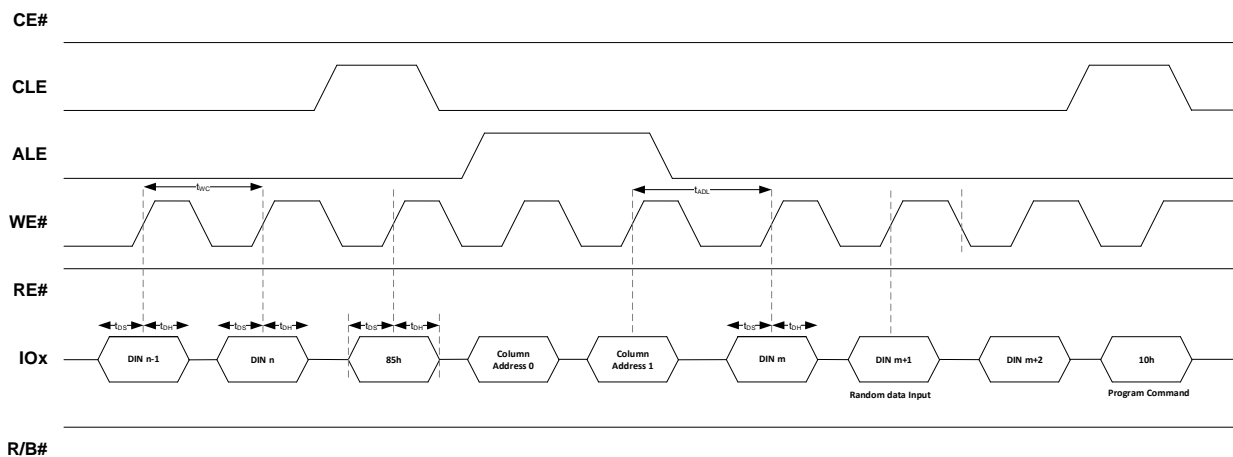 CE#
CLE
ALE
tWC
tADL
WE#
RE#
tDS tDH tDS tDH tDS tDH tDS tDH
IOx
DIN n-1 DIN n 85h Column Address 0 Column Address 1 DIN m DIN m+1 DIN m+2 10h
Random data Input Program Command
R/B#